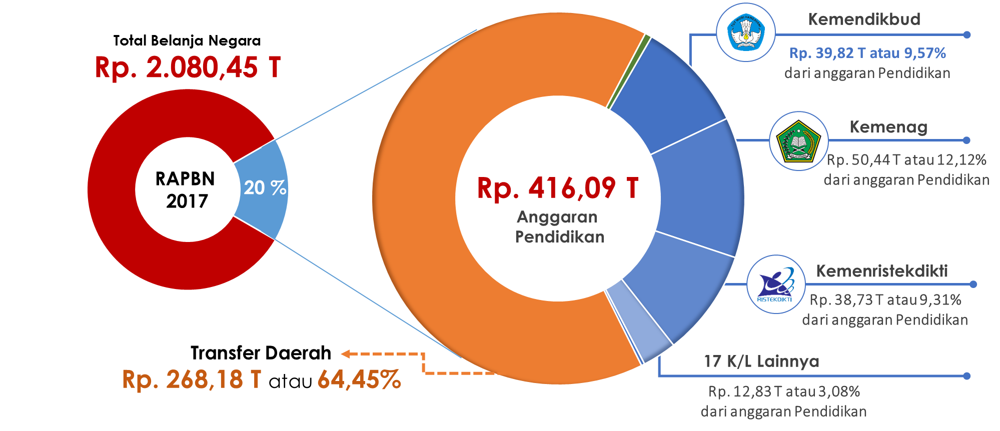 Total Belanja Negara
Rp. 2.080,45 T
RAPBN
2017
20 %
Rp. 416,09 T
Anggaran
Pendidikan
Transfer Daerah
Rp. 268,18 T atau 64,45%
TUT WURI HANDAYANI
Kemendikbud
Rp. 39,82 T atau 9,57%
dari anggaran Pendidikan
Kemenag
Rp. 50,44 T atau 12,12%
dari anggaran Pendidikan
RISTEKDIKTI
Kemenristekdikti
Rp. 38,73 T atau 9,31%
dari anggaran Pendidikan
17 K/L Lainnya
Rp. 12,83 T atau 3,08%
dari anggaran Pendidikan